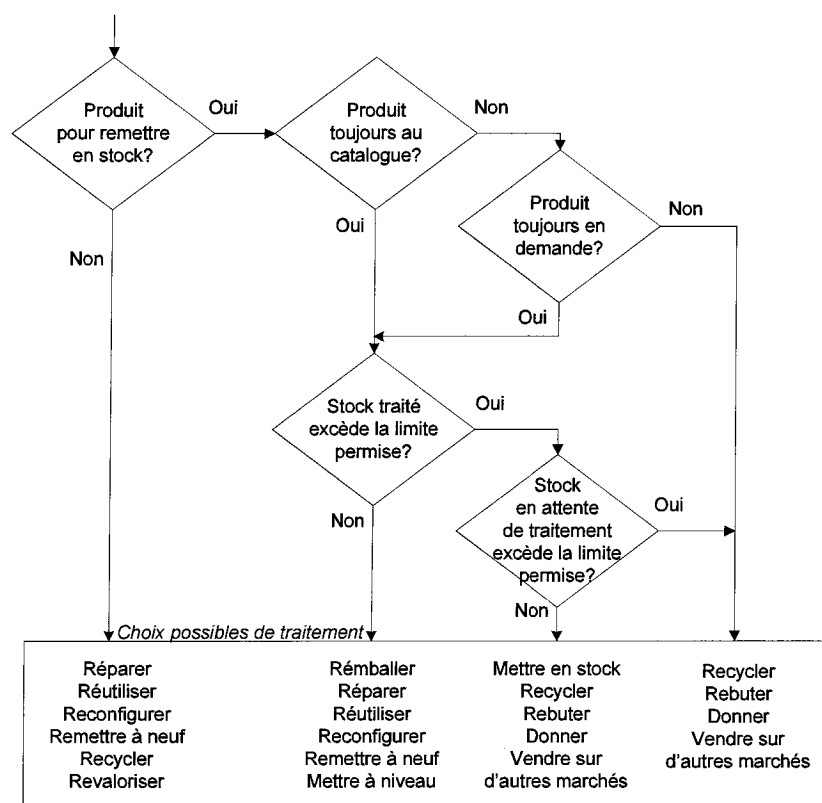 Produit
pour remettre
en stock?
Oui
Produit
toujours au
catalogue?
Non
Produit
toujours en
demande?
Non
Oui
Non
Oui
Stock traité
excède la limite
permise?
Oui
Non
Stock
en attente
de traitement
excède la limite
permise?
Oui
Non
Choix possibles de traitement
Réparer
Réutiliser
Reconfigurer
Remettre à neuf
Recycler
Revaloriser
Rémballer
Réparer
Réutiliser
Reconfigurer
Remettre à neuf
Mettre à niveau
Mettre en stock
Recycler
Rebuter
Donner
Vendre sur
d'autres marchés
Recycler
Rebuter
Donner
Vendre sur
d'autres marchés